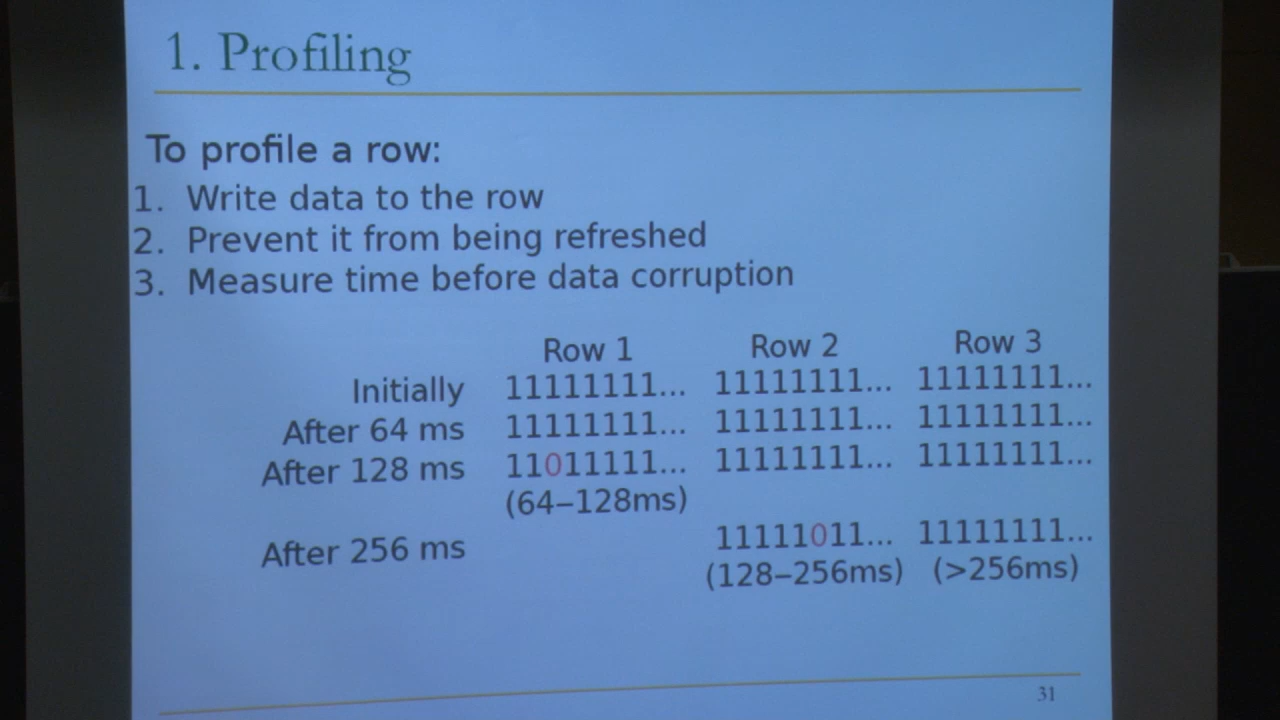 1. Profiling
To profile a row:
1. Write data to the row
2. Prevent it from being refreshed
3. Measure time before data corruption
Row 1 Row 2 Row 3
Initially 11111111... 11111111... 11111111...
After 64 ms 11111111... 11111111... 11111111...
After 128 ms 11011111... 11111111... 11111111...
(64–128ms)
After 256 ms 11111011... 11111111...
(128–256ms) (>256ms)
31